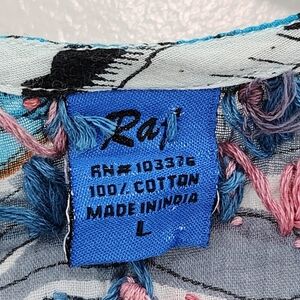 Raj
RN# 103376
100% COTTON
MADE IN INDIA
L